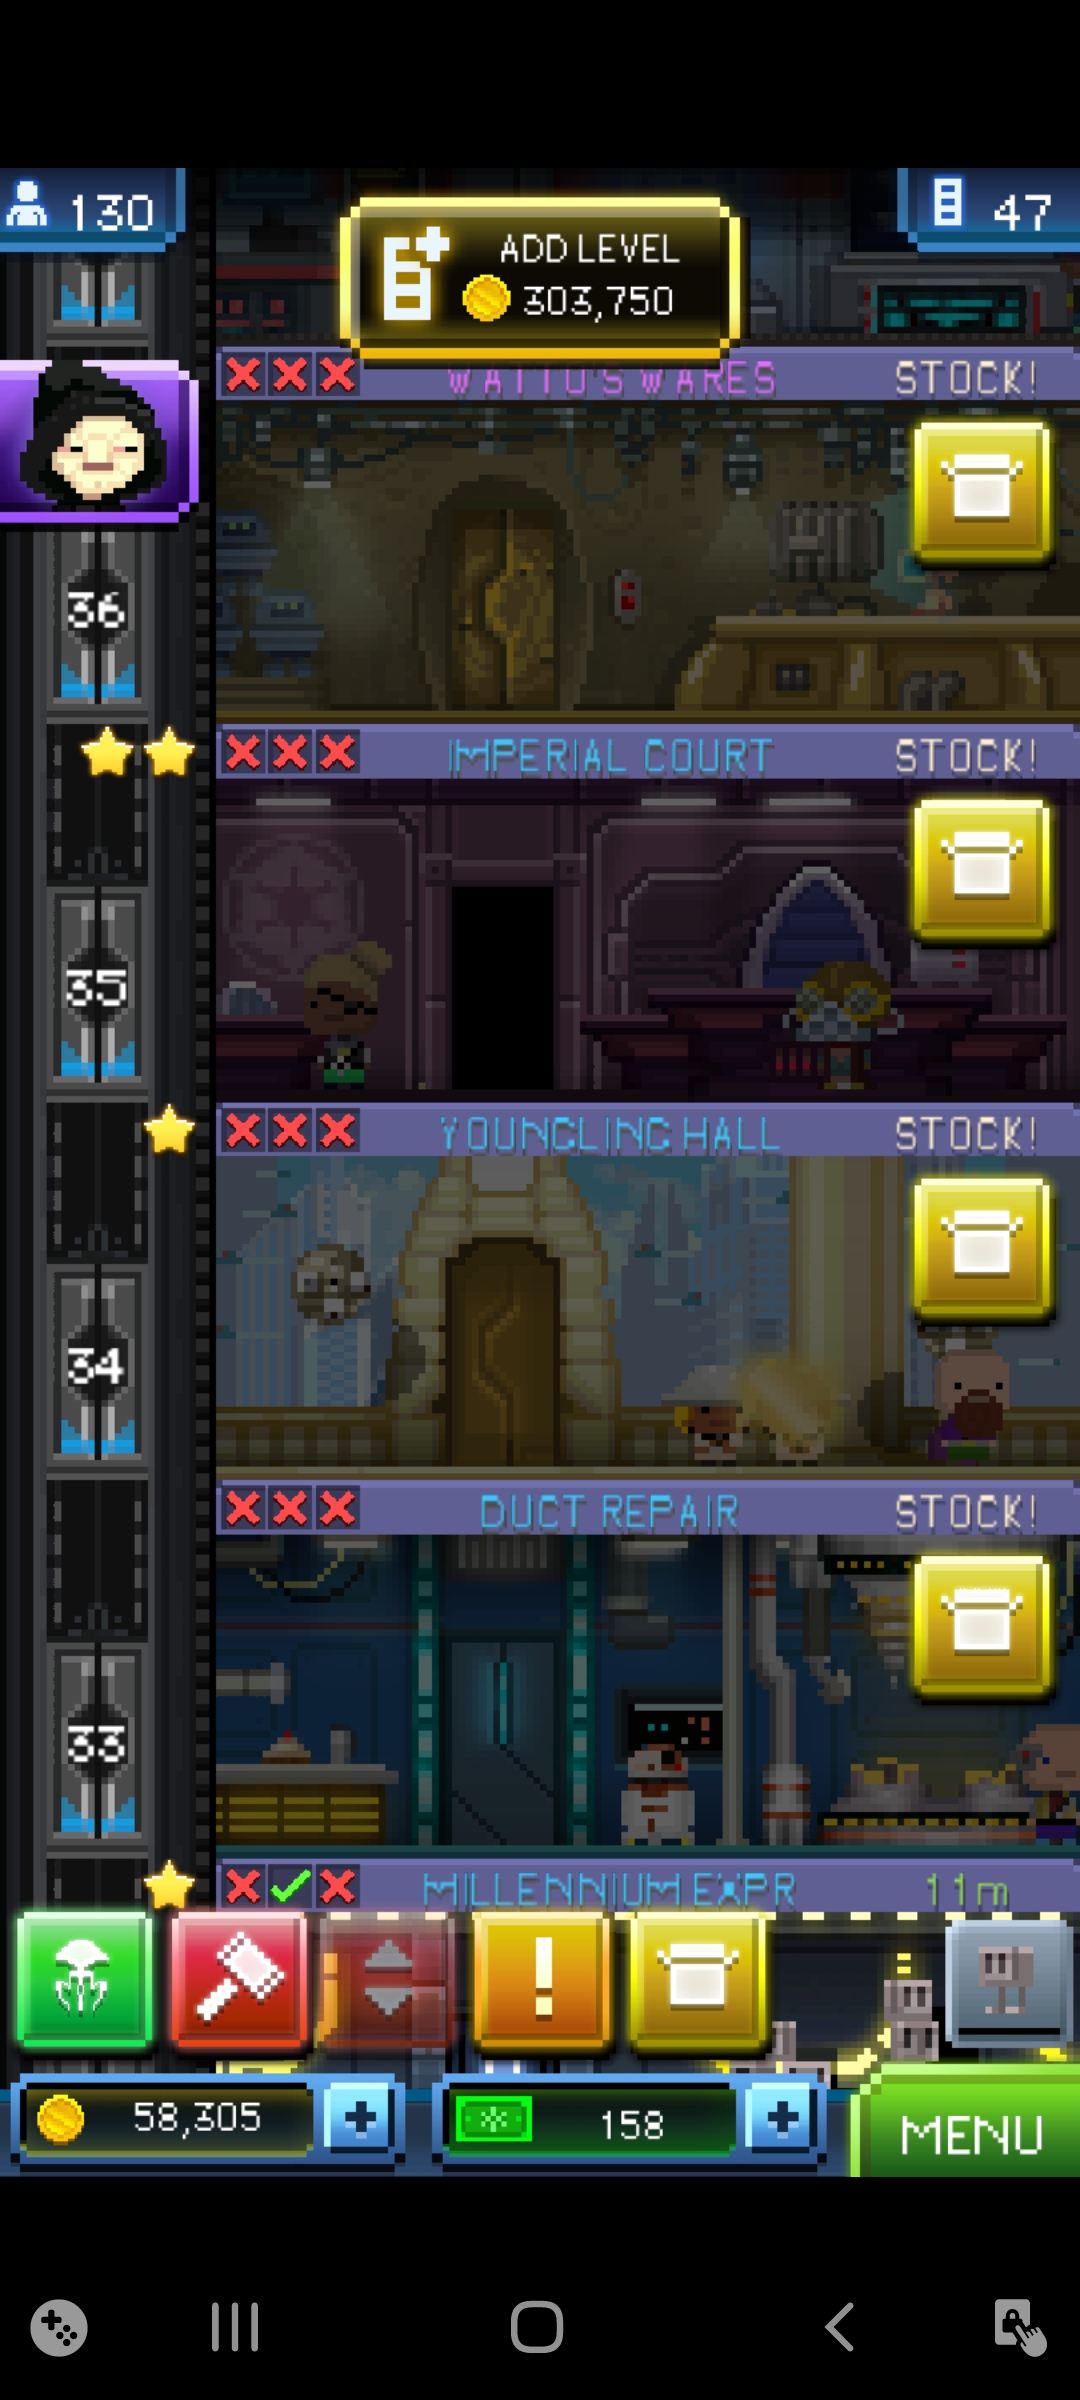 130
ADD LEVEL
303,750
47
WATTO'S WARES STOCK!
36
IMPERIAL COURT STOCK!
35
YOUNGLING HALL STOCK!
34
DUCT REPAIR STOCK!
33
MILLENNIUM EXPR 11m
!
58,305
158
MENU